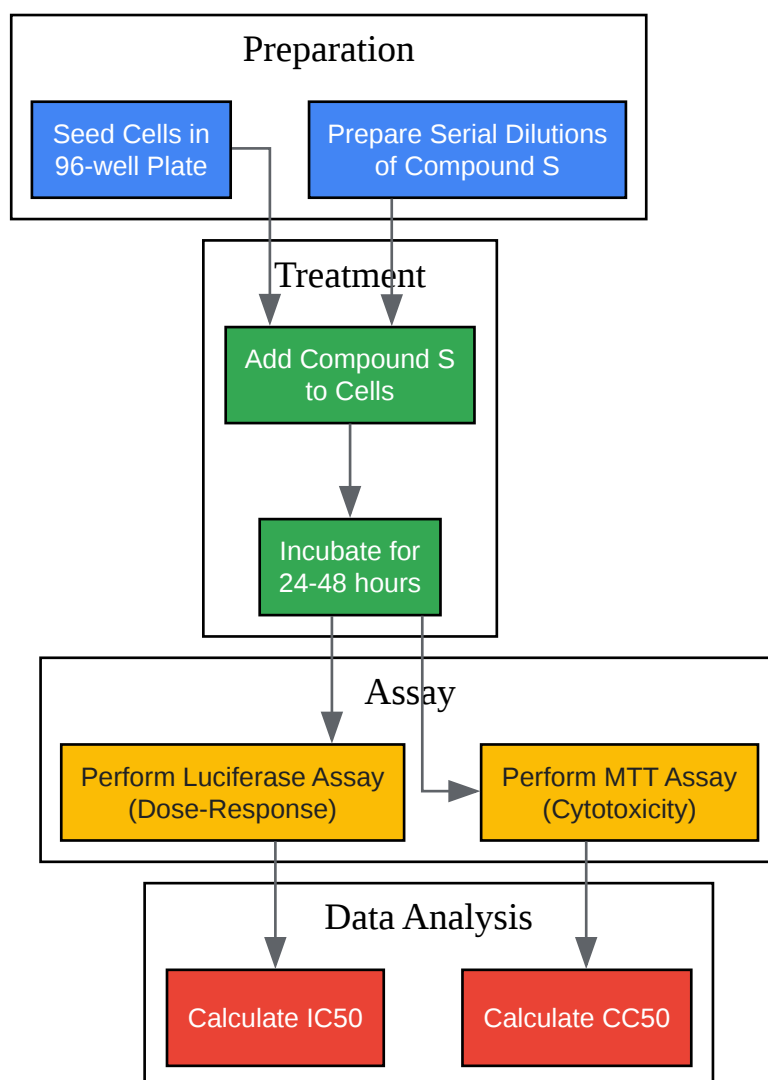 Preparation
Seed Cells in
96-well Plate
Prepare Serial Dilutions
of Compound S
Treatment
Add Compound S
to Cells
Incubate for
24-48 hours
Assay
Perform Luciferase Assay
(Dose-Response)
Perform MTT Assay
(Cytotoxicity)
Data Analysis
Calculate IC50
Calculate CC50